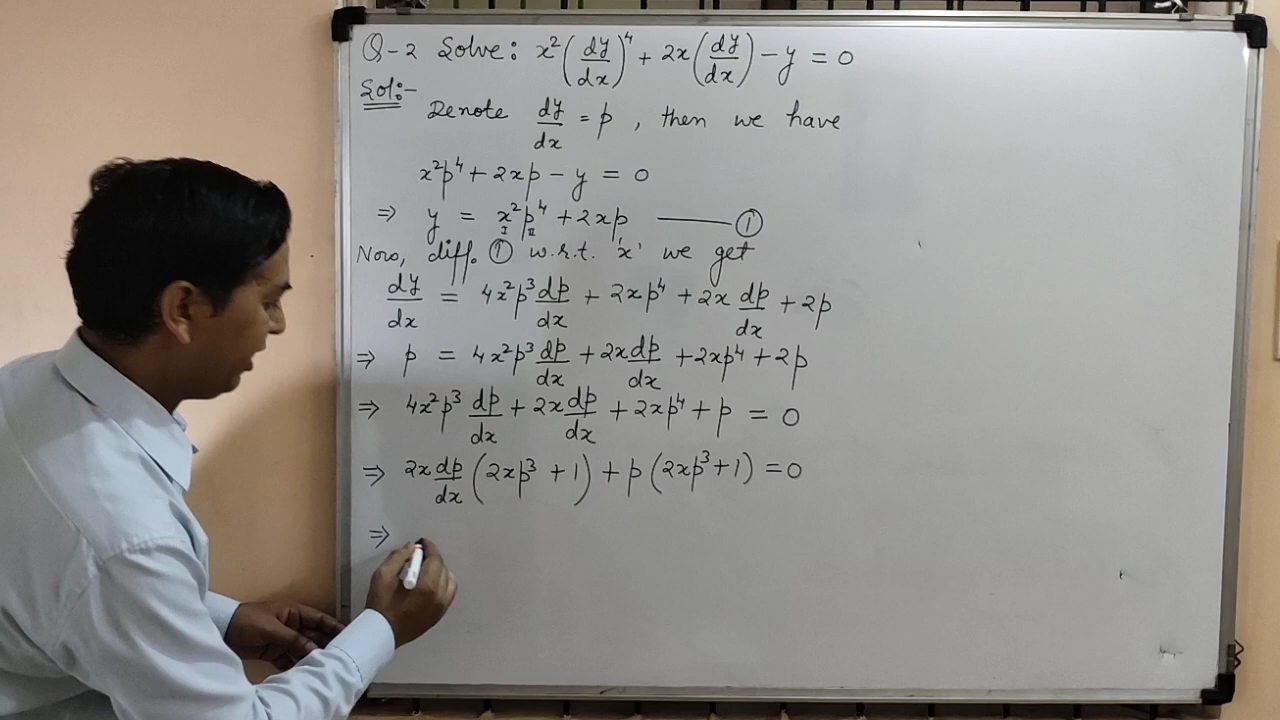 Q-2 Solve: x²(dy/dx)⁴ + 2x(dy/dx) - y = 0
Sol:-
Denote dy/dx = p, then we have
x²p⁴ + 2xp - y = 0
⇒ y = x²p⁴ + 2xp ——— ①
I II
Now, diff. ① w.r.t. 'x' we get
dy/dx = 4x²p³ dp/dx + 2xp⁴ + 2x dp/dx + 2p
⇒ p = 4x²p³ dp/dx + 2x dp/dx + 2xp⁴ + 2p
⇒ 4x²p³ dp/dx + 2x dp/dx + 2xp⁴ + p = 0
⇒ 2x dp/dx (2xp³ + 1) + p (2xp³ + 1) = 0
⇒